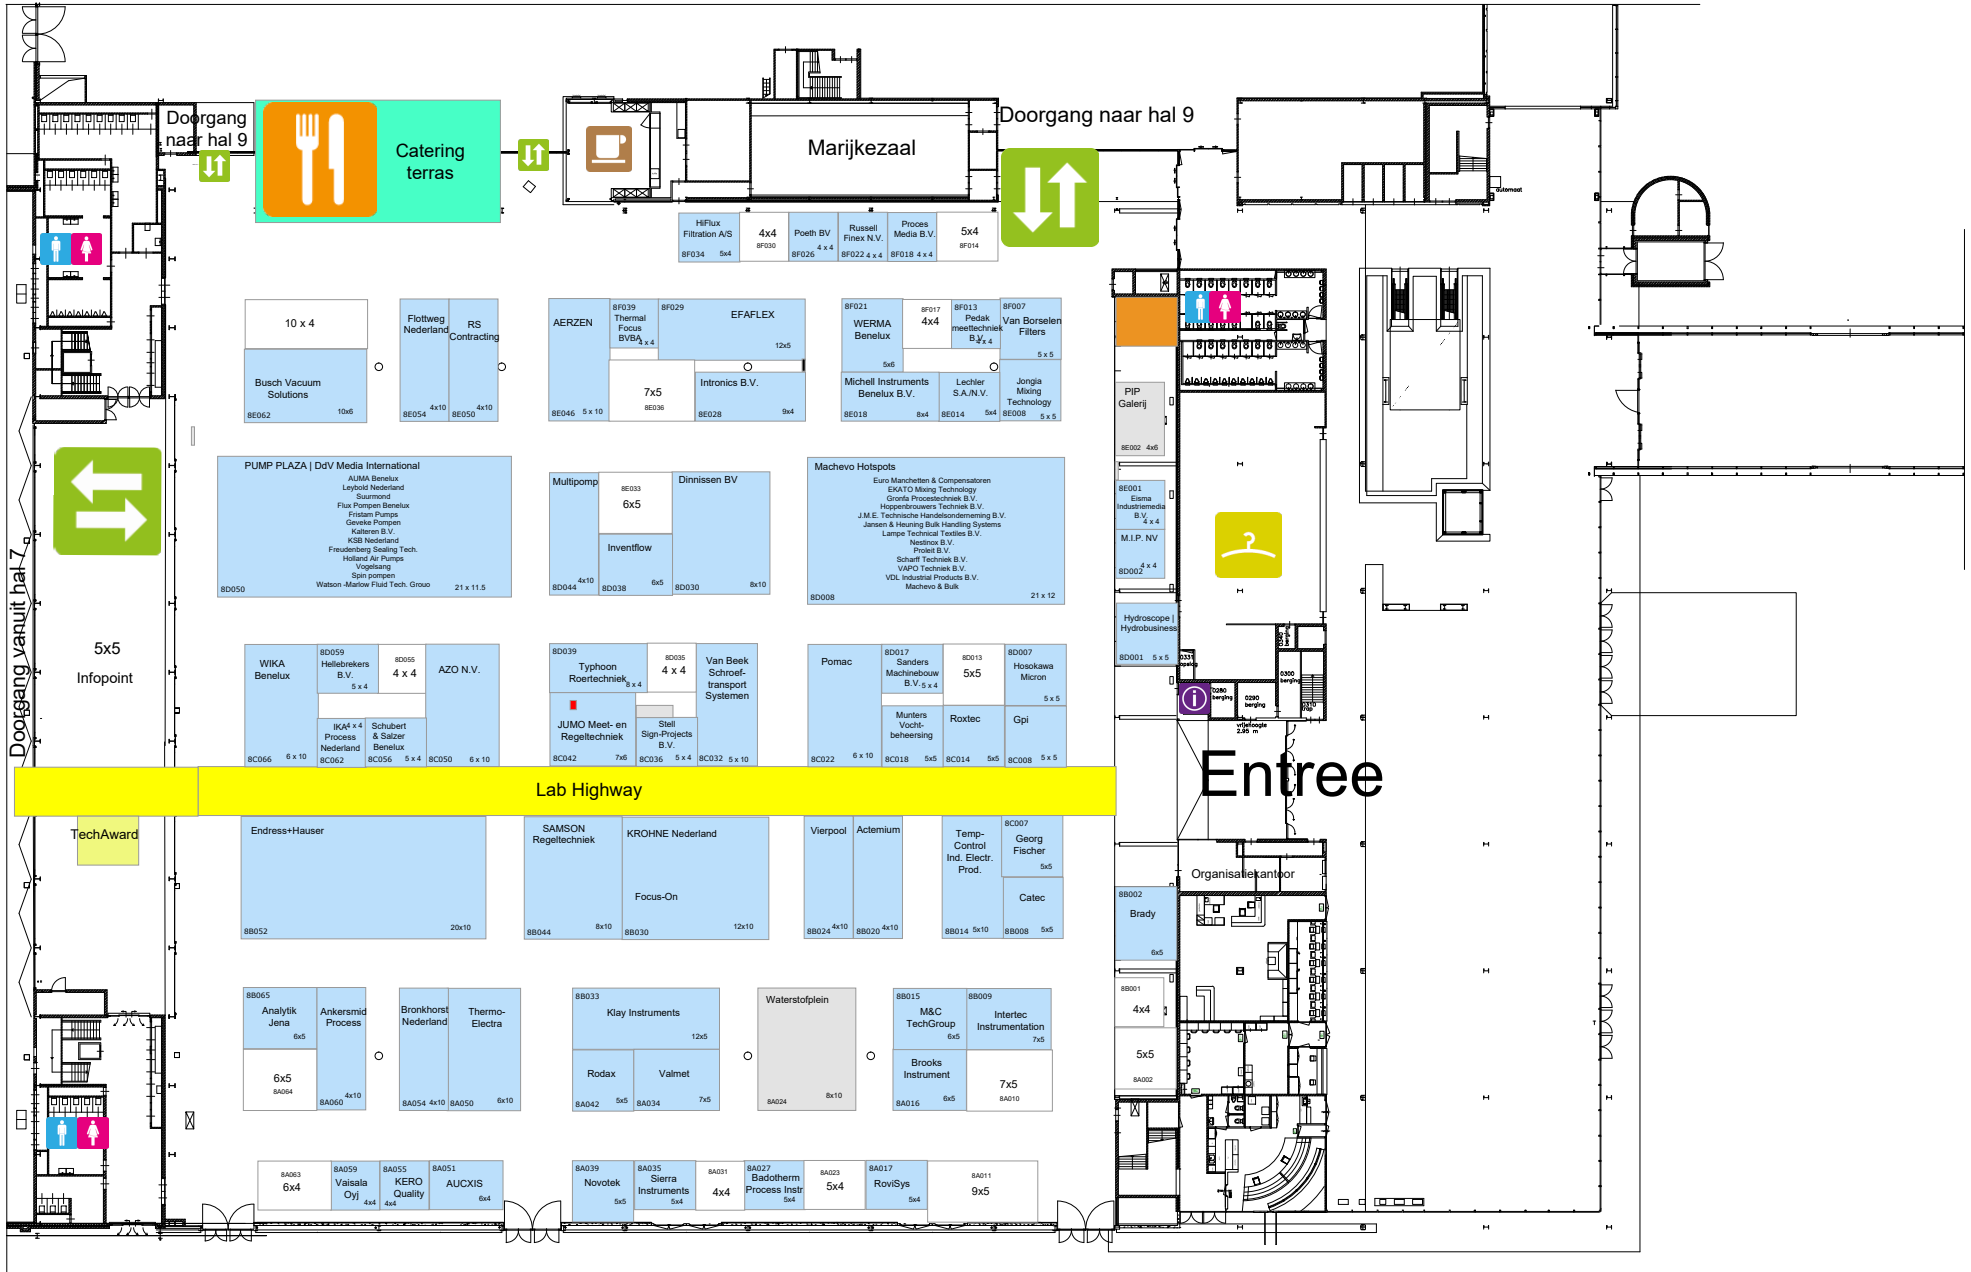 Doorgang
naar hal 9
Catering
terras
Marijkezaal
Doorgang naar hal 9
automaat
HiFlux
Filtration A/S
8F034 5x4
4x4
8F030
Poeth BV
4 x 4
8F026
Russell
Finex N.V.
8F022 4 x 4
Proces
Media B.V.
8F018 4 x 4
5x4
8F014
10 x 4
Busch Vacuum
Solutions
10x6
8E062
Flottweg
Nederland
4x10
8E054
RS
Contracting
4x10
8E050
AERZEN
8E046 5 x 10
8F039
Thermal
Focus
BVBA
4 x 4
8F029
EFAFLEX
12x5
7x5
8E036
Intronics B.V.
8E028 9x4
8F021
WERMA
Benelux
5x6
8F017
4x4
8F013
Pedak
meettechniek
B.V.
4 x 4
8F007
Van Borselen
Filters
5 x 5
Michell Instruments
Benelux B.V.
8E018 8x4
Lechler
S.A./N.V.
8E014 5x4
Jongia
Mixing
Technology
8E008 5 x 5
PIP
Galerij
8E002 4x6
PUMP PLAZA | DdV Media International
AUMA Benelux
Leybold Nederland
Suurmond
Flux Pompen Benelux
Fristam Pumps
Geveke Pompen
Kalteren B.V.
KSB Nederland
Freudenberg Sealing Tech.
Holland Air Pumps
Vogelsang
Spin pompen
Watson -Marlow Fluid Tech. Grouo
8D050 21 x 11.5
Multipomp
4x10
8D044
8E033
6x5
Inventflow
6x5
8D038
Dinnissen BV
8D030 8x10
Machevo Hotspots
Euro Manchetten & Compensatoren
EKATO Mixing Technology
Gronfa Procestechniek B.V.
Hoppenbrouwers Techniek B.V.
J.M.E. Technische Handelsonderneming B.V.
Jansen & Heuning Bulk Handling Systems
Lampe Technical Textiles B.V.
Nestinox B.V.
Proleit B.V.
Scharff Techniek B.V.
VAPO Techniek B.V.
VDL Industrial Products B.V.
Machevo & Bulk
8D008 21 x 12
8E001
Eisma
Industriemedia
B.V.
4 x 4
M.I.P. NV
4 x 4
8D002
Hydroscope |
Hydrobusiness
8D001 5 x 5
Doorgang vanuit hal 7
5x5
Infopoint
WIKA
Benelux
8C066 6 x 10
8D059
Hellebrekers
B.V.
5 x 4
8D055
4 x 4
AZO N.V.
8C050 6 x 10
IKA 4 x 4
Process
Nederland
8C062
Schubert
& Salzer
Benelux
8C056 5 x 4
8D039
Typhoon
Roertechniek
8 x 4
8D035
4 x 4
Van Beek
Schroef-
transport
Systemen
8C032 5 x 10
JUMO Meet- en
Regeltechniek
8C042 7x6
Stell
Sign-Projects
B.V.
8C036 5 x 4
Pomac
8C022 6 x 10
8D017
Sanders
Machinebouw
B.V. 5 x 4
8D013
5x5
8D007
Hosokawa
Micron
5 x 5
Munters
Vocht-
beheersing
8C018 5x5
Roxtec
8C014 5x5
Gpi
8C008 5 x 5
0280
berging
0290
berging
0300
berging
vrijehoogte
2.95 m
Entree
Lab Highway
TechAward
Endress+Hauser
8B052 20x10
SAMSON
Regeltechniek
8B044 8x10
KROHNE Nederland
Focus-On
8B030 12x10
Vierpool
8B024 4x10
Actemium
8B020 4x10
Temp-
Control
Ind. Electr.
Prod.
8B014 5x10
8C007
Georg
Fischer
5x5
Catec
8B008 5x5
Organisatiekantoor
8B002
Brady
6x5
8B065
Analytik
Jena
6x5
6x5
8A064
Ankersmid
Process
4x10
8A060
Bronkhorst
Nederland
8A054 4x10
Thermo-
Electra
8A050 6x10
8B033
Klay Instruments
12x5
Rodax
8A042 5x5
Valmet
8A034 7x5
Waterstofplein
8A024 8x10
8B015
M&C
TechGroup
6x5
8B009
Intertec
Instrumentation
7x5
Brooks
Instrument
8A016 6x5
7x5
8A010
8B001
4x4
5x5
8A002
8A063
6x4
8A059
Vaisala
Oyj
4x4
8A055
KERO
Quality
4x4
8A051
AUCXIS
6x4
8A039
Novotek
5x5
8A035
Sierra
Instruments
5x4
8A031
4x4
8A027
Badotherm
Process Instr
5x4
8A023
5x4
8A017
RoviSys
5x4
8A011
9x5